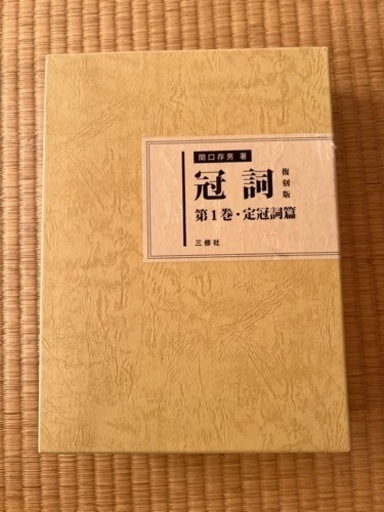 関口存男 著
冠詞 復刻版
第1巻・定冠詞篇
三修社